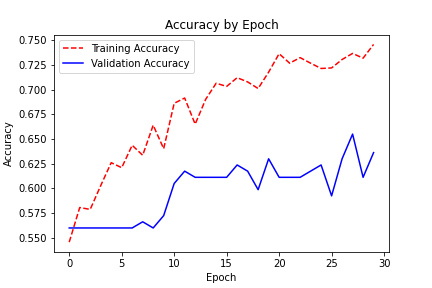 Accuracy by Epoch
Training Accuracy
Validation Accuracy
Accuracy
0.750
0.725
0.700
0.675
0.650
0.625
0.600
0.575
0.550
0 5 10 15 20 25 30
Epoch